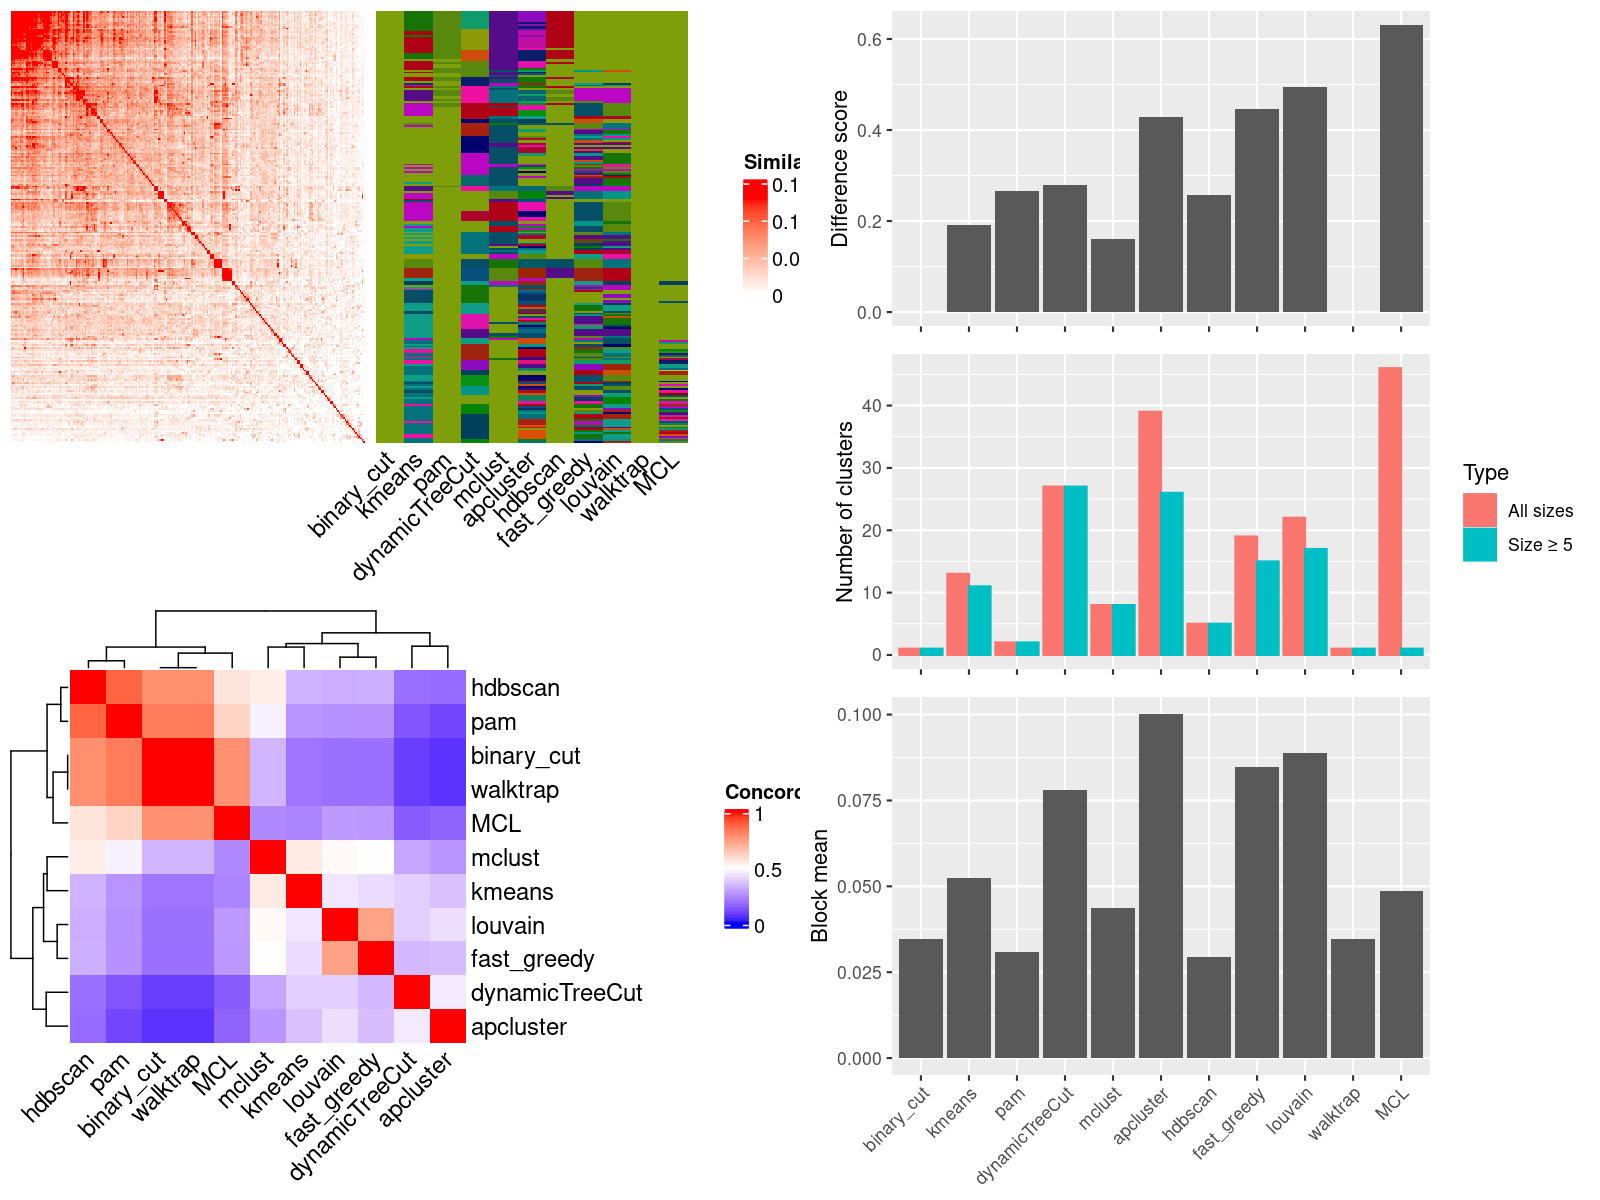 Simila
0.1
0.1
0.0
0
binary_cut
kmeans
pam
dynamicTreeCut
mclust
apcluster
hdbscan
fast_greedy
louvain
walktrap
MCL
hdbscan
pam
binary_cut
walktrap
MCL
mclust
kmeans
louvain
fast_greedy
dynamicTreeCut
apcluster
hdbscan
pam
binary_cut
walktrap
MCL
mclust
kmeans
louvain
fast_greedy
dynamicTreeCut
apcluster
Concord
1
0.5
0
Difference score
0.6
0.4
0.2
0.0
Number of clusters
40
30
20
10
0
Type
All sizes
Size ≥ 5
Block mean
0.100
0.075
0.050
0.025
0.000
binary_cut
kmeans
pam
dynamicTreeCut
mclust
apcluster
hdbscan
fast_greedy
louvain
walktrap
MCL